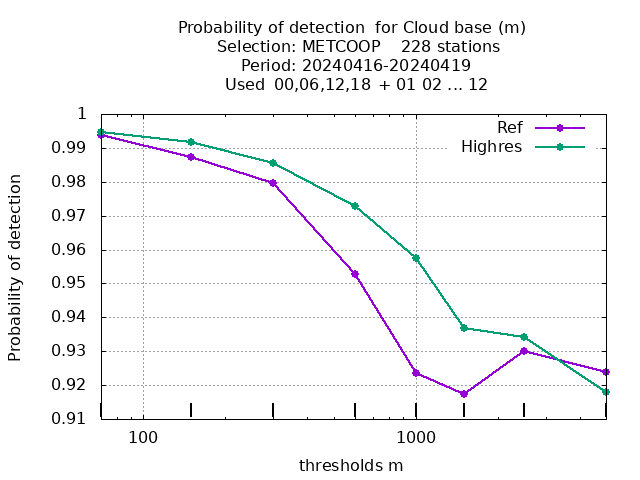 Probability of detection  for Cloud base (m)
Selection: METCOOP    228 stations
Period: 20240416-20240419
Used  00,06,12,18 + 01 02 ... 12
Ref
Highres
1
0.99
0.98
0.97
0.96
0.95
0.94
0.93
0.92
0.91
Probability of detection
100
1000
thresholds m